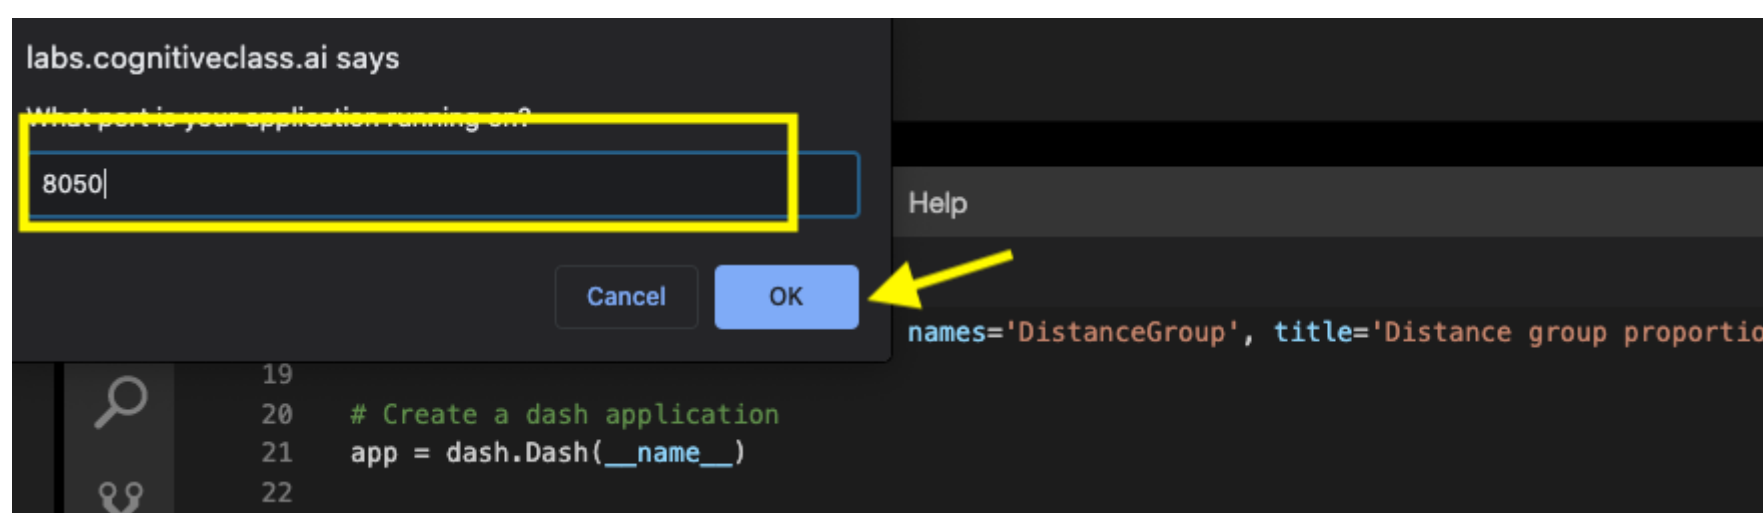 labs.cognitiveclass.ai says
What port is your application running on?
8050
Cancel
OK
Help
names='DistanceGroup', title='Distance group proportio
19
20 # Create a dash application
21 app = dash.Dash(__name__)
22